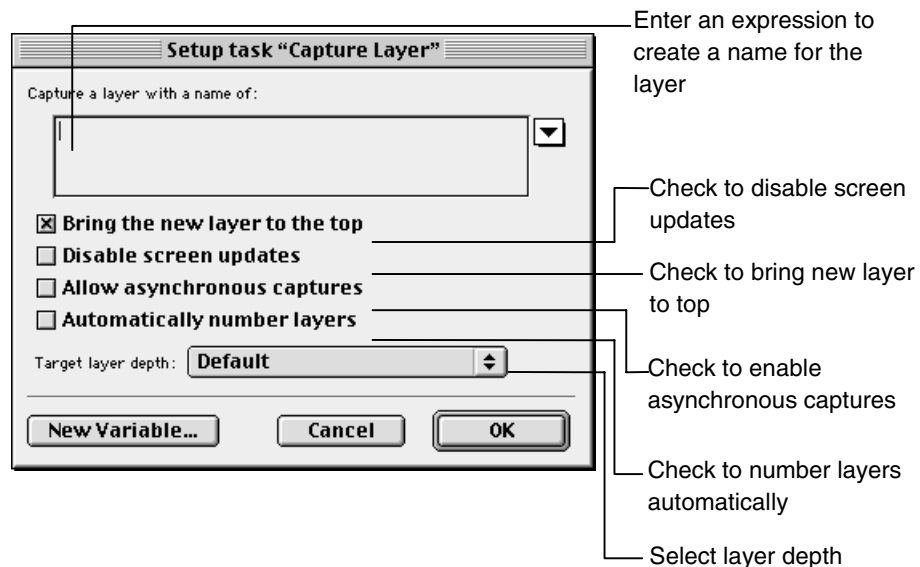 Enter an expression to
create a name for the
layer
Setup task “Capture Layer”
Capture a layer with a name of:
Check to disable screen
updates
Bring the new layer to the top
Disable screen updates
Check to bring new layer
to top
Allow asynchronous captures
Automatically number layers
Target layer depth: Default
Check to enable
asynchronous captures
New Variable... Cancel OK
Check to number layers
automatically
Select layer depth